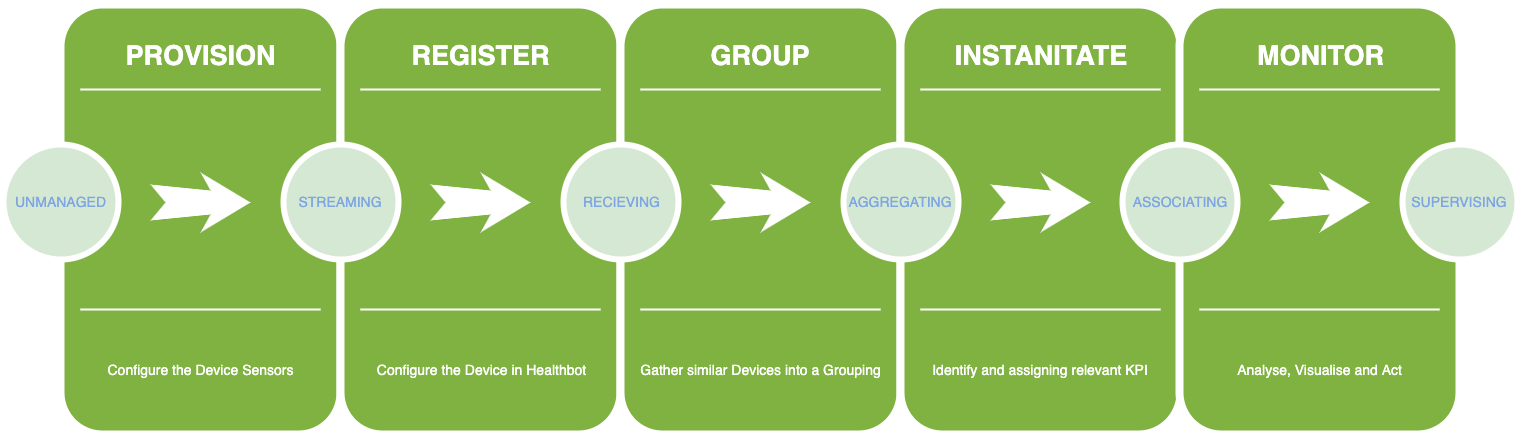 PROVISION
REGISTER
GROUP
INSTANITATE
MONITOR
UNMANAGED
STREAMING
RECIEVING
AGGREGATING
ASSOCIATING
SUPERVISING
Configure the Device Sensors
Configure the Device in Healthbot
Gather similar Devices into a Grouping
Identify and assigning relevant KPI
Analyse, Visualise and Act